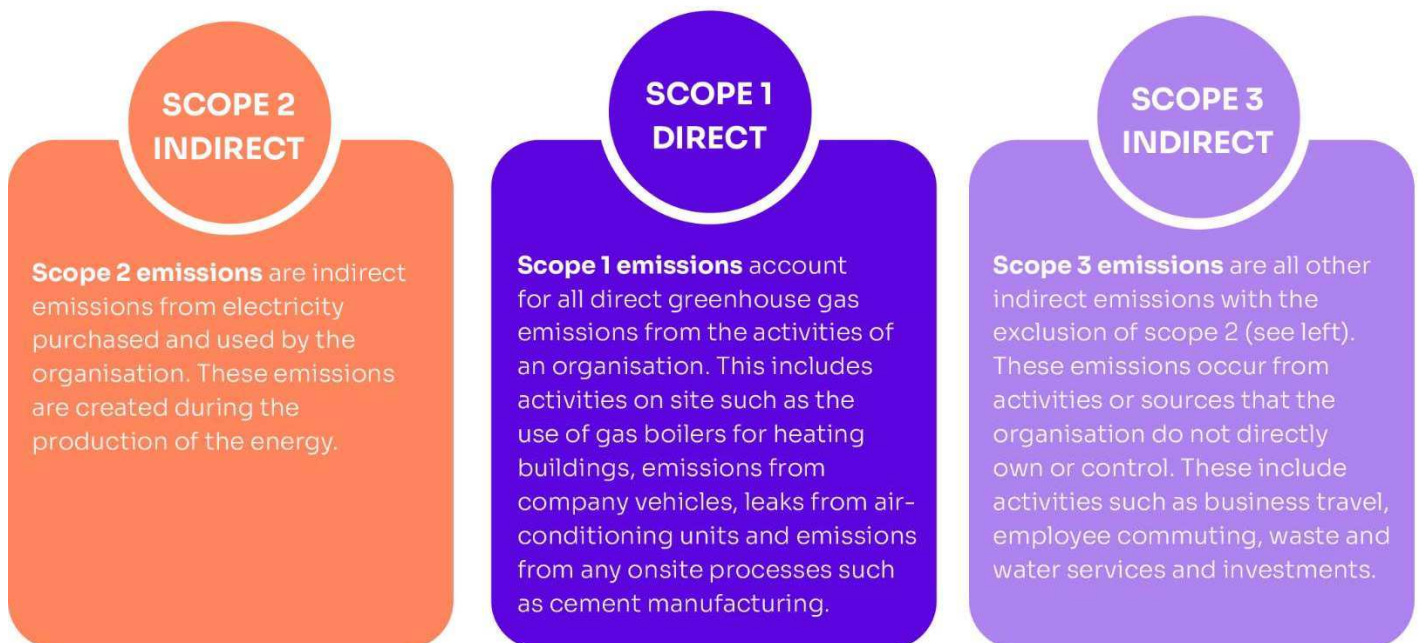 SCOPE 2
INDIRECT
Scope 2 emissions are indirect
emissions from electricity
purchased and used by the
organisation. These emissions
are created during the
production of the energy.
SCOPE 1
DIRECT
Scope 1 emissions account
for all direct greenhouse gas
emissions from the activities of
an organisation. This includes
activities on site such as the
use of gas boilers for heating
buildings, emissions from
company vehicles, leaks from air-
conditioning units and emissions
from any onsite processes such
as cement manufacturing.
SCOPE 3
INDIRECT
Scope 3 emissions are all other
indirect emissions with the
exclusion of scope 2 (see left).
These emissions occur from
activities or sources that the
organisation do not directly
own or control. These include
activities such as business travel,
employee commuting, waste and
water services and investments.